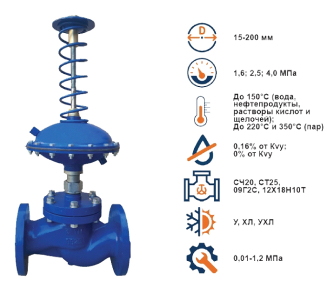 D
15-200 мм
1,6; 2,5; 4,0 МПа
До 150°С (вода,
нефтепродукты,
растворы кислот и
щелочей);
До 220°С и 350°С (пар)
0,16% от Kvy:
0% от Kvy
СЧ20, СТ25,
09Г2С, 12Х18Н10Т
У, ХЛ, УХЛ
0,01-1.2 МПа